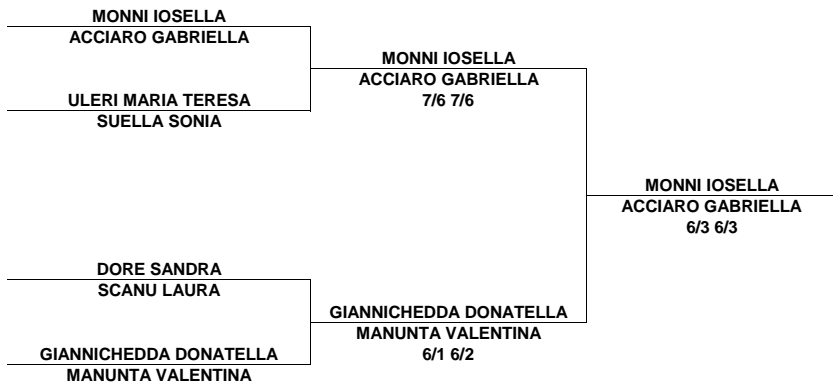 MONNI IOSELLA
ACCIARO GABRIELLA
MONNI IOSELLA
ACCIARO GABRIELLA
7/6 7/6
ULERI MARIA TERESA
SUELLA SONIA
MONNI IOSELLA
ACCIARO GABRIELLA
6/3 6/3
DORE SANDRA
SCANU LAURA
GIANNICHEDDA DONATELLA
MANUNTA VALENTINA
6/1 6/2
GIANNICHEDDA DONATELLA
MANUNTA VALENTINA